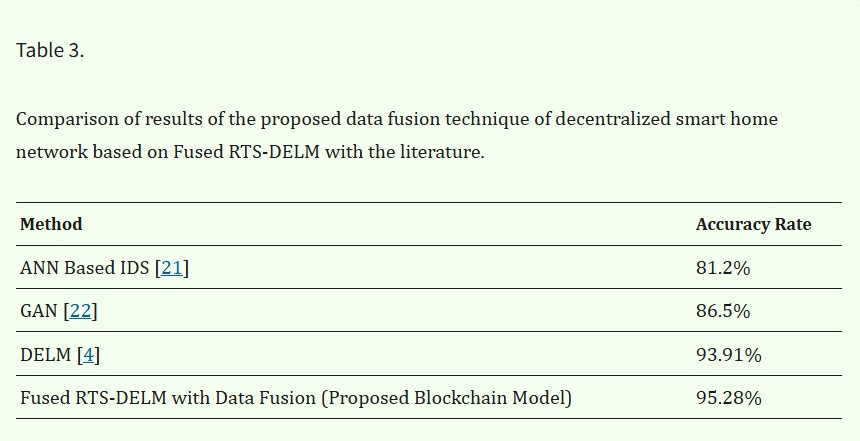 Table 3.
Comparison of results of the proposed data fusion technique of decentralized smart home
network based on Fused RTS-DELM with the literature.
Method Accuracy Rate
ANN Based IDS [21] 81.2%
GAN [22] 86.5%
DELM [4] 93.91%
Fused RTS-DELM with Data Fusion (Proposed Blockchain Model) 95.28%